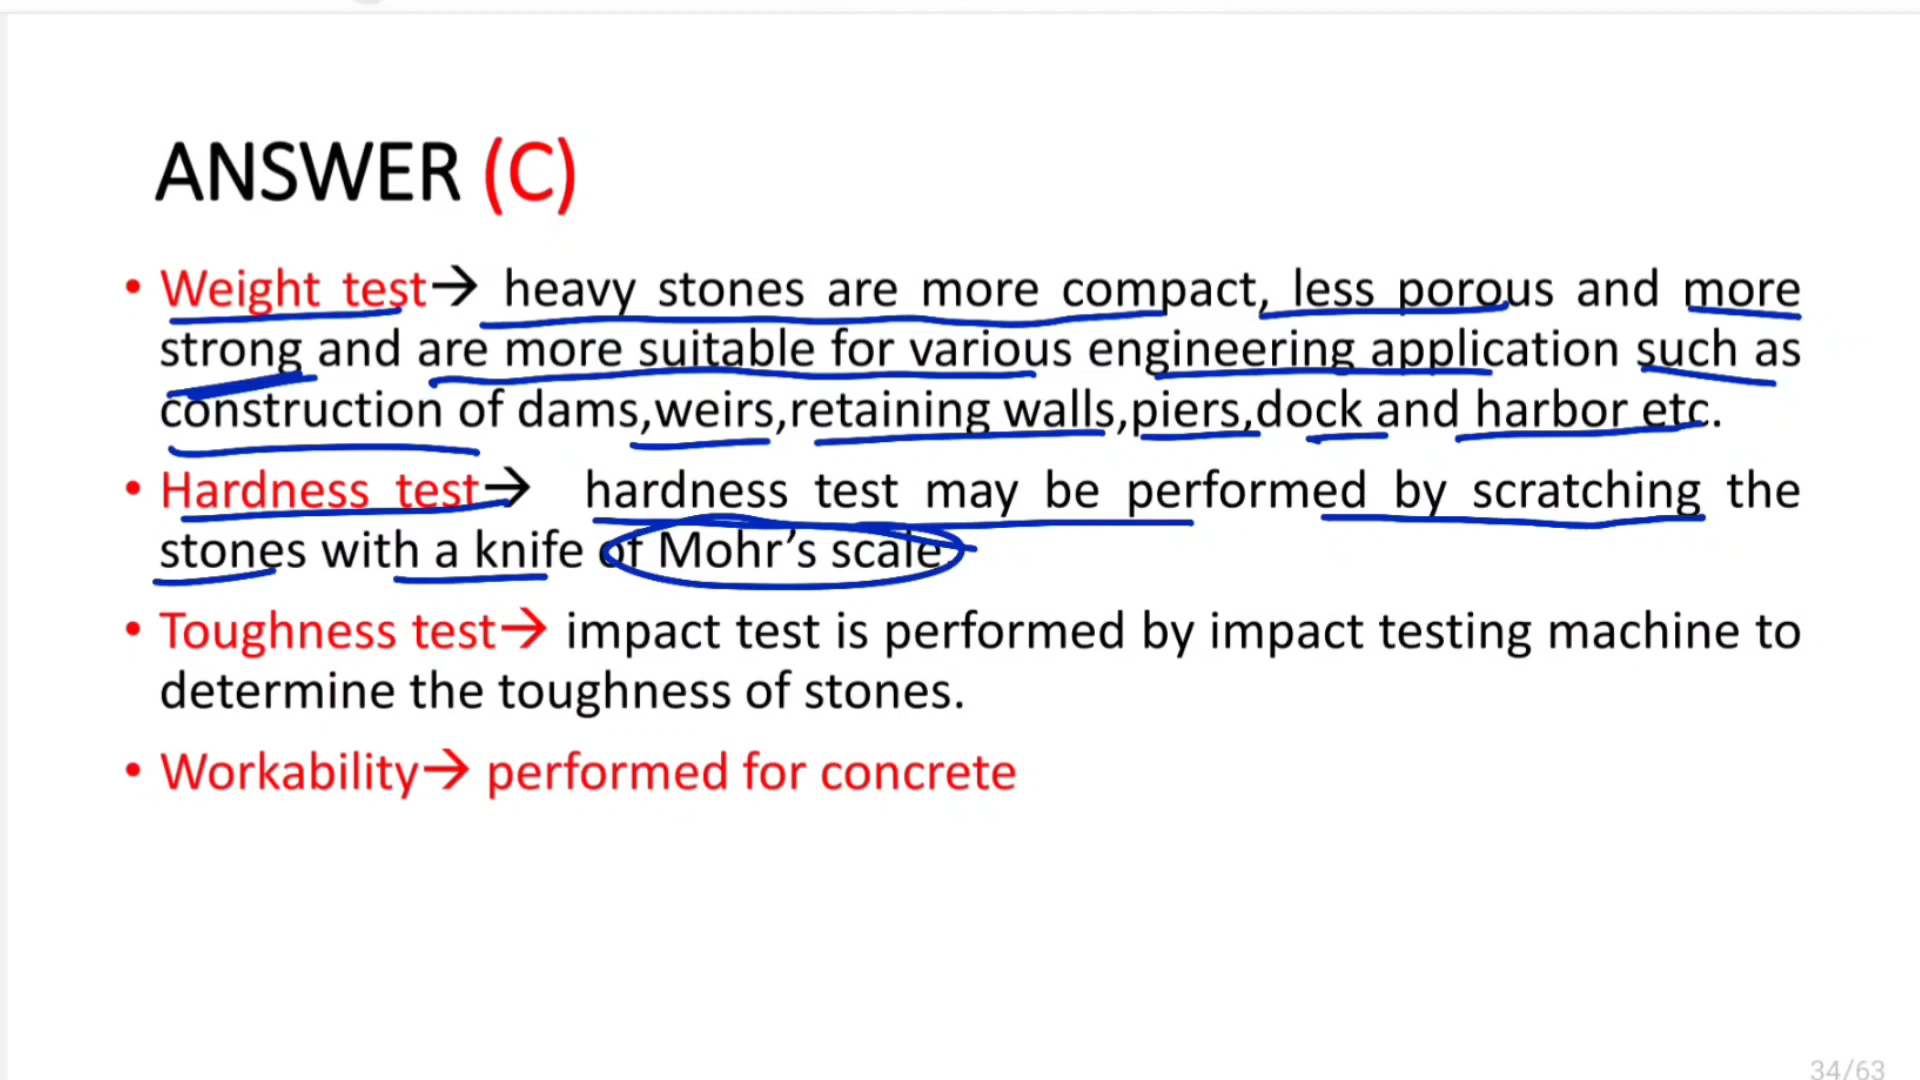 ANSWER (C)
• Weight test→ heavy stones are more compact, less porous and more
strong and are more suitable for various engineering application such as
construction of dams,weirs,retaining walls,piers,dock and harbor etc.
• Hardness test→ hardness test may be performed by scratching the
stones with a knife of Mohr’s scale.
• Toughness test→ impact test is performed by impact testing machine to
determine the toughness of stones.
• Workability→ performed for concrete
34/63